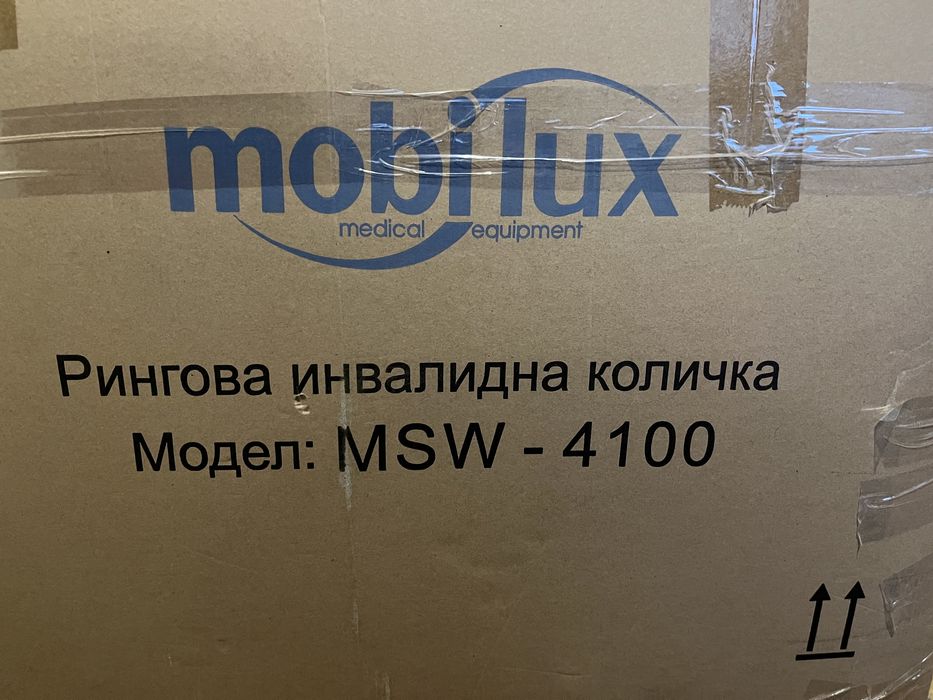 mobilux
medical equipment
Рингова инвалидна количка
Модел: MSW - 4100